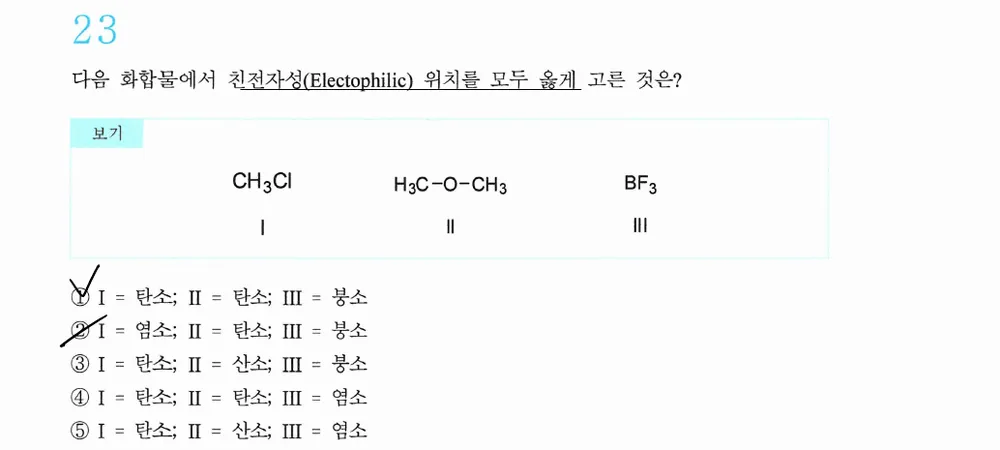 23
다음 화합물에서 친전자성(Electophilic) 위치를 모두 옳게 고른 것은?
보기
CH₃Cl H₃C-O-CH₃ BF₃
Ⅰ Ⅱ Ⅲ
① Ⅰ = 탄소; Ⅱ = 탄소; Ⅲ = 붕소
② Ⅰ = 염소; Ⅱ = 탄소; Ⅲ = 붕소
③ Ⅰ = 탄소; Ⅱ = 산소; Ⅲ = 붕소
④ Ⅰ = 탄소; Ⅱ = 탄소; Ⅲ = 염소
⑤ Ⅰ = 탄소; Ⅱ = 산소; Ⅲ = 염소